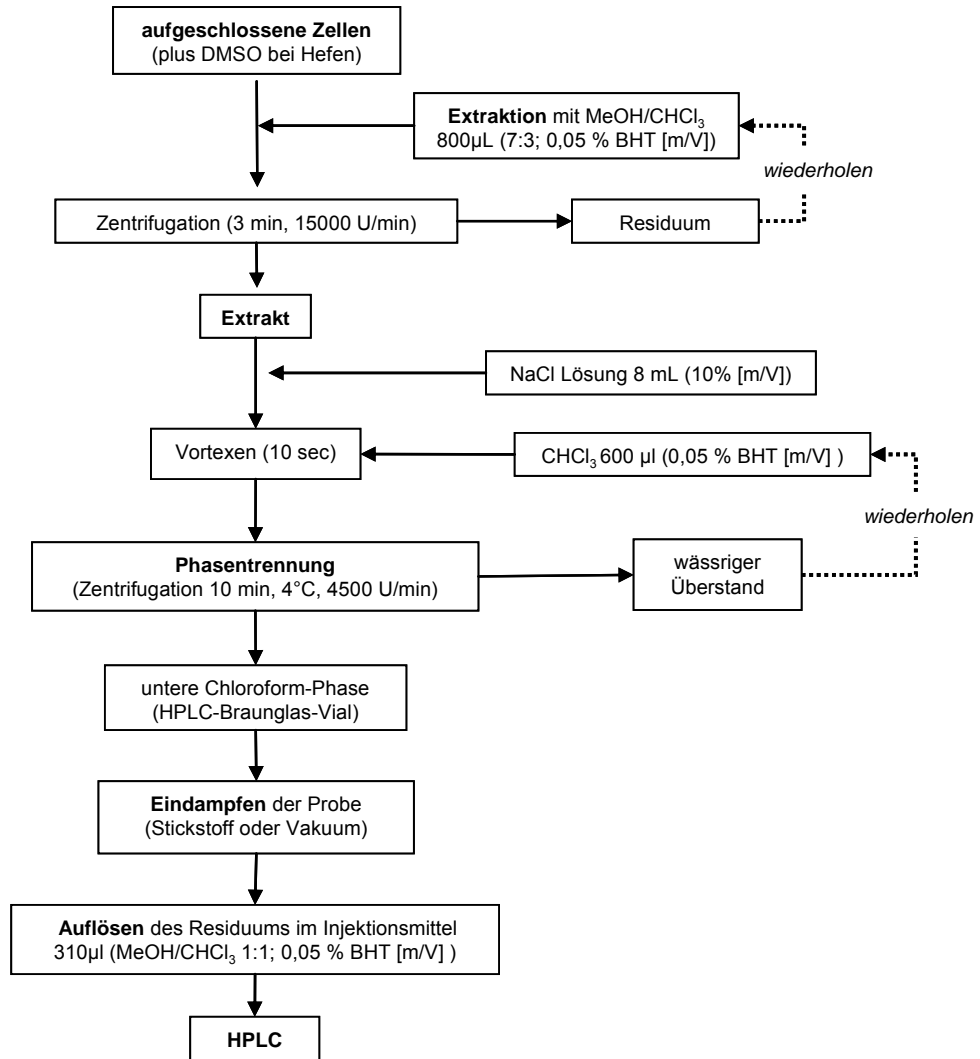 aufgeschlossene Zellen
(plus DMSO bei Hefen)
Extraktion mit MeOH/CHCl₃
800µL (7:3; 0,05 % BHT [m/V])
wiederholen
Zentrifugation (3 min, 15000 U/min)
Residuum
Extrakt
NaCl Lösung 8 mL (10% [m/V])
Vortexen (10 sec)
CHCl₃ 600 µl (0,05 % BHT [m/V] )
wiederholen
Phasentrennung
(Zentrifugation 10 min, 4°C, 4500 U/min)
wässriger
Überstand
untere Chloroform-Phase
(HPLC-Braunglas-Vial)
Eindampfen der Probe
(Stickstoff oder Vakuum)
Auflösen des Residuums im Injektionsmittel
310µl (MeOH/CHCl₃ 1:1; 0,05 % BHT [m/V] )
HPLC